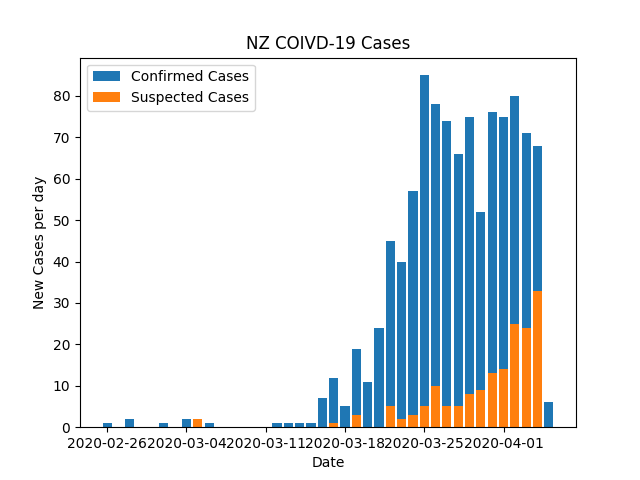 NZ COIVD-19 Cases
Confirmed Cases
Suspected Cases
80
70
60
50
40
30
20
10
0
New Cases per day
2020-02-26 2020-03-04 2020-03-11 2020-03-18 2020-03-25 2020-04-01
Date